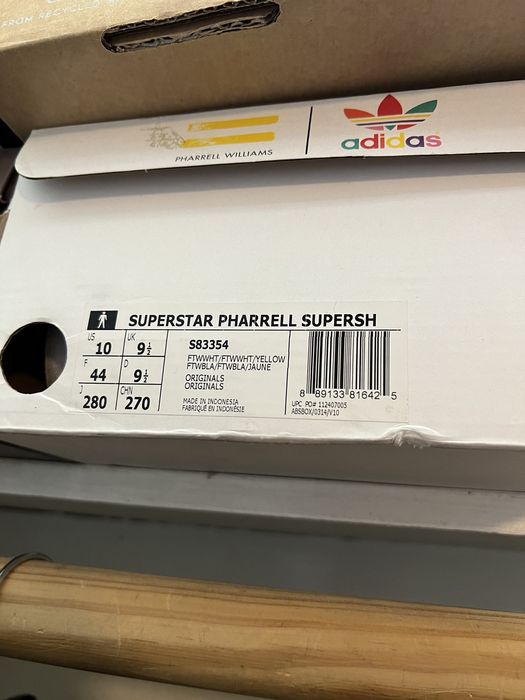 FROM RECYCLED
PHARRELL WILLIAMS
adidas
SUPERSTAR PHARRELL SUPERSH
US 10 UK 9½
F 44 D 9½
J 280 CHN 270
S83354
FTWWHT/FTWWHT/YELLOW
FTWBLA/FTWBLA/JAUNE
ORIGINALS
ORIGINALS
MADE IN INDONESIA
FABRIQUÉ EN INDONÉSIE
8 89133 81642 5
UPC PO# 112407005
ABSBOX/0314/V10